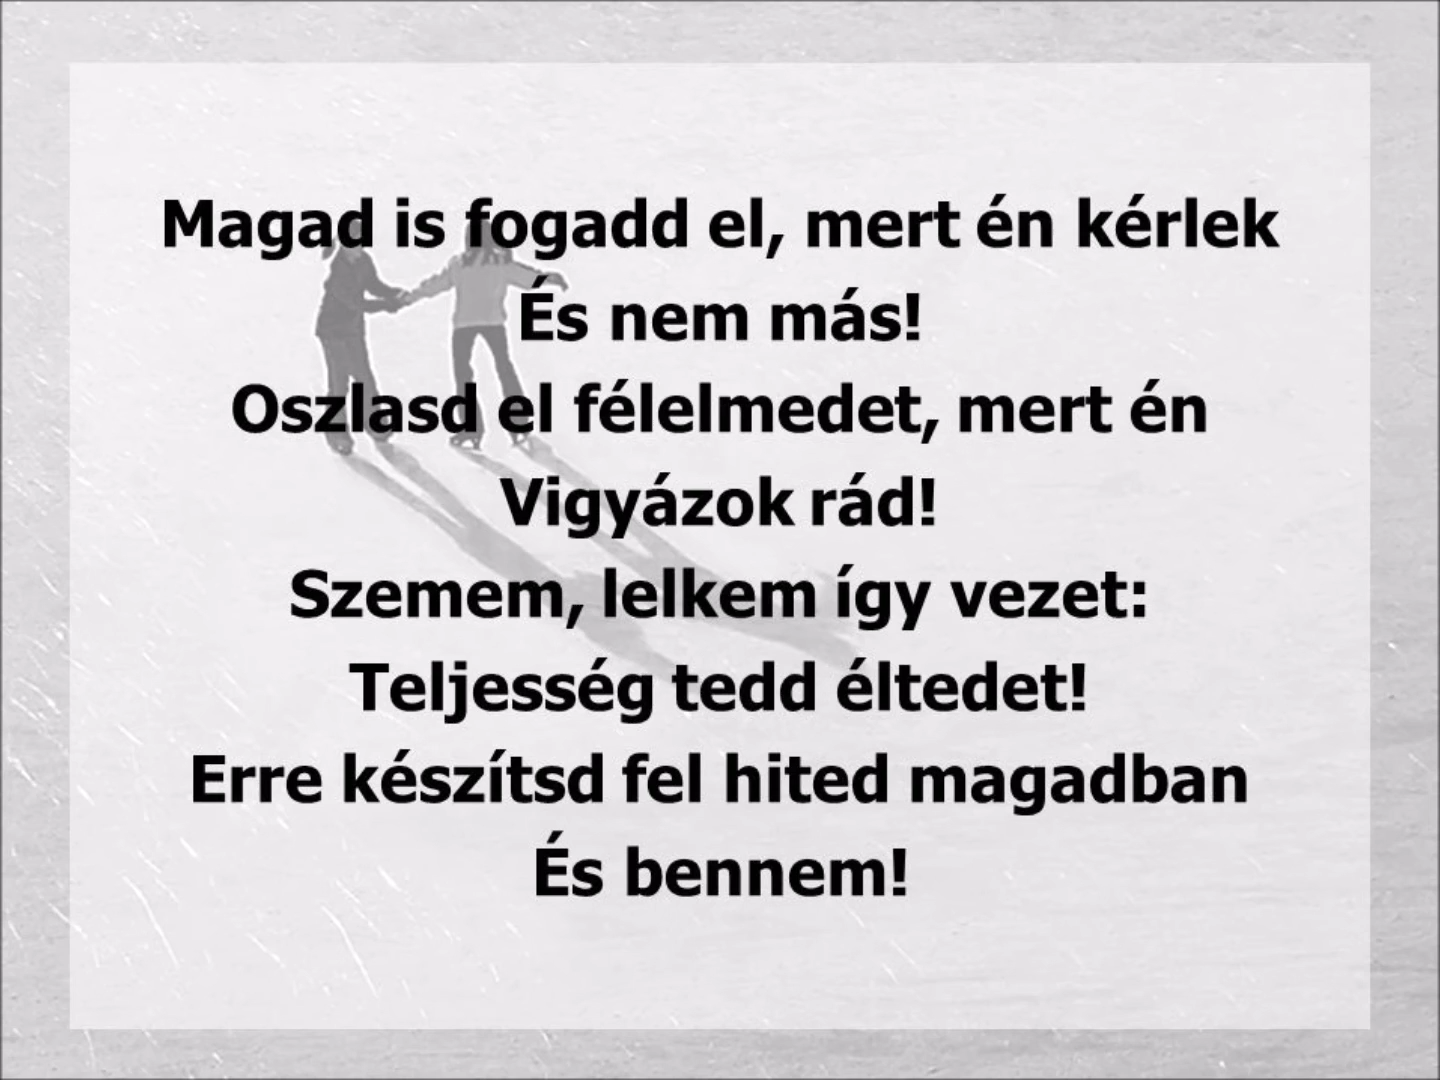 Magad is fogadd el, mert én kérlek
És nem más!
Oszlasd el félelmedet, mert én
Vigyázok rád!
Szemem, lelkem így vezet:
Teljesség tedd éltedet!
Erre készítsd fel hited magadban
És bennem!